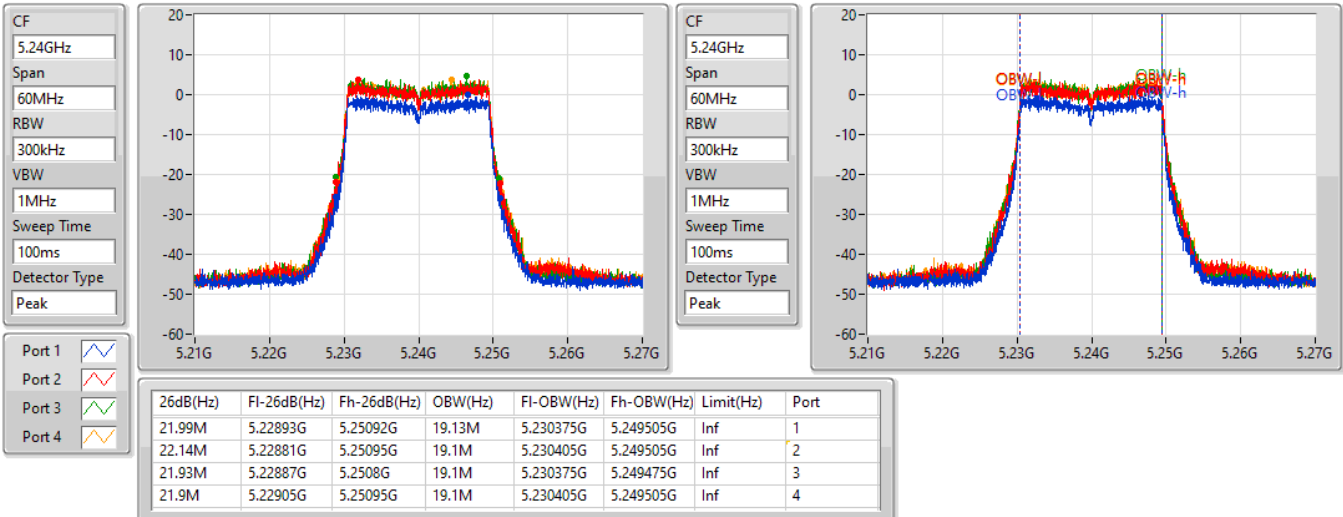 CF
5.24GHz
Span
60MHz
RBW
300kHz
VBW
1MHz
Sweep Time
100ms
Detector Type
Peak
20
10
0
-10
-20
-30
-40
-50
-60
5.21G 5.22G 5.23G 5.24G 5.25G 5.26G 5.27G
CF
5.24GHz
Span
60MHz
RBW
300kHz
VBW
1MHz
Sweep Time
100ms
Detector Type
Peak
20
10
0
-10
-20
-30
-40
-50
-60
OBW-l
OBW-h
OBW-h
5.21G 5.22G 5.23G 5.24G 5.25G 5.26G 5.27G
Port 1
Port 2
Port 3
Port 4
26dB(Hz) Fl-26dB(Hz) Fh-26dB(Hz) OBW(Hz) Fl-OBW(Hz) Fh-OBW(Hz) Limit(Hz) Port
21.99M 5.22893G 5.25092G 19.13M 5.230375G 5.249505G Inf 1
22.14M 5.22881G 5.25095G 19.1M 5.230405G 5.249505G Inf 2
21.93M 5.22887G 5.2508G 19.1M 5.230375G 5.249475G Inf 3
21.9M 5.22905G 5.25095G 19.1M 5.230405G 5.249505G Inf 4